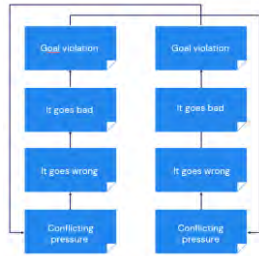 Goal violation
Goal violation
It goes bad
It goes bad
It goes wrong
It goes wrong
Conflicting
pressure
Conflicting
pressure